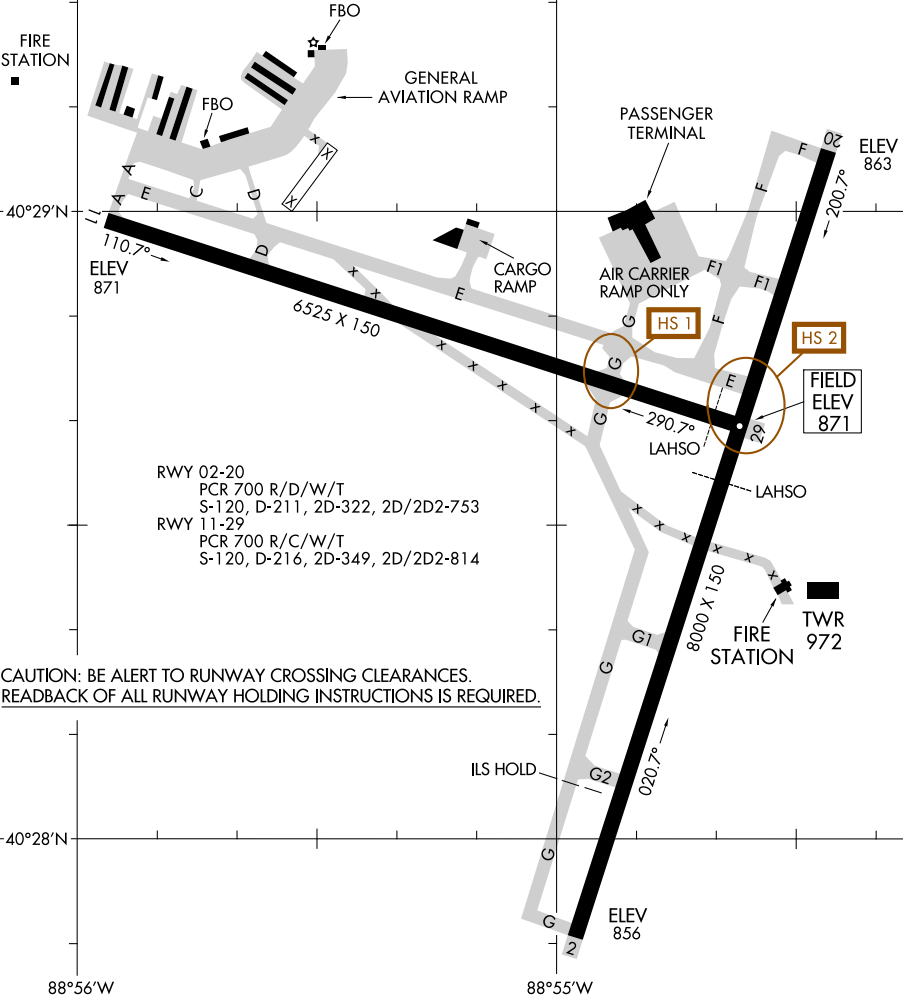 FBO
FIRE
STATION
GENERAL
AVIATION RAMP
FBO
PASSENGER
TERMINAL
20
ELEV
863
F
F
A
A
E
C
D
X
X
X
200.7°
40°29'N
11
110.7°
ELEV
871
D
CARGO
RAMP
AIR CARRIER
RAMP ONLY
F1
F1
X
X
E
6525 X 150
G
F
HS 1
HS 2
X
X
X
X
X
G
E
FIELD
ELEV
871
G
290.7°
29
LAHSO
LAHSO
RWY 02-20
PCR 700 R/D/W/T
S-120, D-211, 2D-322, 2D/2D2-753
RWY 11-29
PCR 700 R/C/W/T
S-120, D-216, 2D-349, 2D/2D2-814
X
X
X
X
X
X
8000 X 150
FIRE
STATION
TWR
972
G1
G
CAUTION: BE ALERT TO RUNWAY CROSSING CLEARANCES.
READBACK OF ALL RUNWAY HOLDING INSTRUCTIONS IS REQUIRED.
ILS HOLD
G2
020.7°
40°28'N
G
G
2
ELEV
856
88°56'W
88°55'W